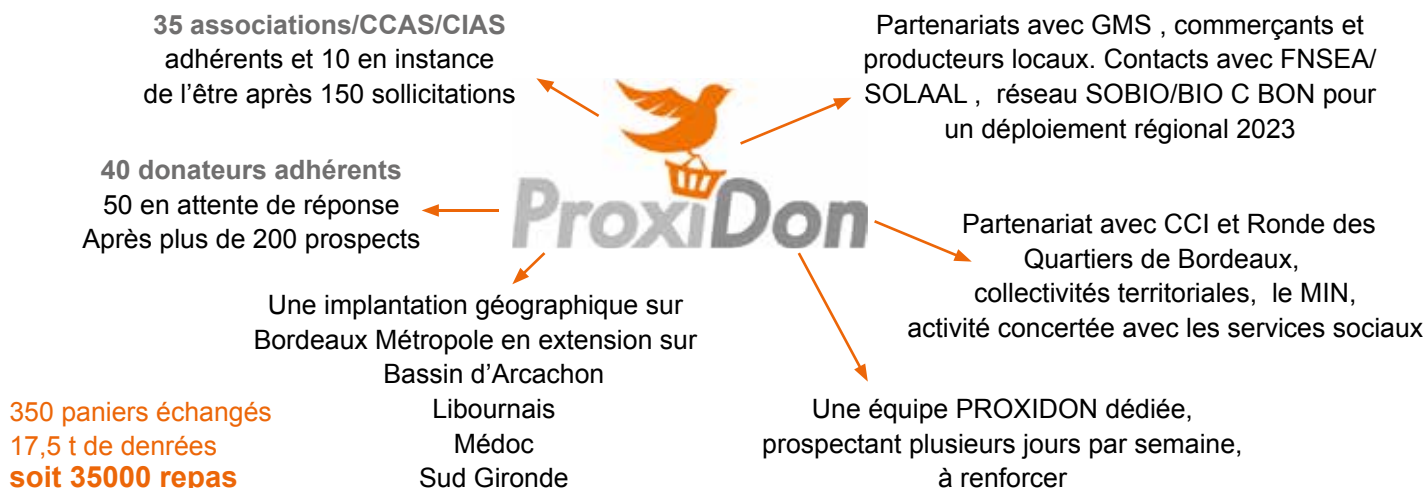 35 associations/CCAS/CIAS
adhérents et 10 en instance
de l'être après 150 sollicitations
Partenariats avec GMS , commerçants et
producteurs locaux. Contacts avec FNSEA/
SOLAAL , réseau SOBIO/BIO C BON pour
un déploiement régional 2023
40 donateurs adhérents
50 en attente de réponse
Après plus de 200 prospects
ProxiDon
Partenariat avec CCI et Ronde des
Quartiers de Bordeaux,
collectivités territoriales, le MIN,
activité concertée avec les services sociaux
Une implantation géographique sur
Bordeaux Métropole en extension sur
Bassin d'Arcachon
Libournais
Médoc
Sud Gironde
350 paniers échangés
17,5 t de denrées
soit 35000 repas
Une équipe PROXIDON dédiée,
prospectant plusieurs jours par semaine,
à renforcer